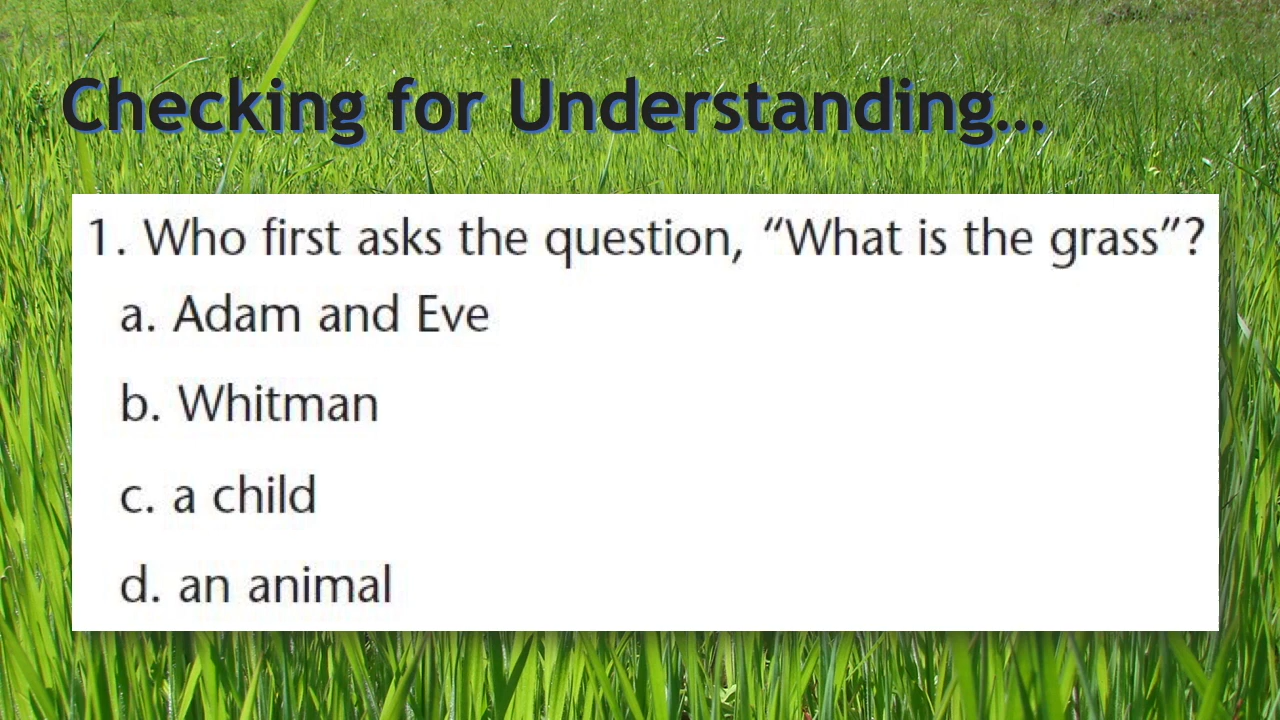 Checking for Understanding...
1. Who first asks the question, “What is the grass”?
a. Adam and Eve
b. Whitman
c. a child
d. an animal